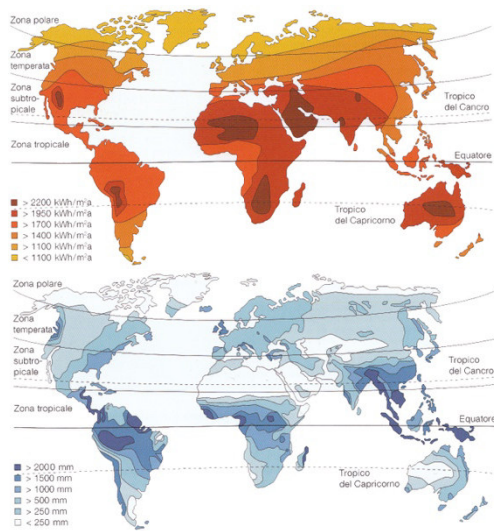 Zona polare
Zona
temperata
Zona
subtro-
picale
Tropico
del Cancro
Zona tropicale
Equatore
> 2200 kWh/m²a
> 1950 kWh/m²a
> 1700 kWh/m²a
> 1400 kWh/m²a
> 1100 kWh/m²a
< 1100 kWh/m²a
Tropico
del Capricorno
Zona polare
Zona
temperata
Zona
subtro-
picale
Tropico
del Cancro
Zona tropicale
Equatore
> 2000 mm
> 1500 mm
> 1000 mm
> 500 mm
> 250 mm
< 250 mm
Tropico
del Capricorno